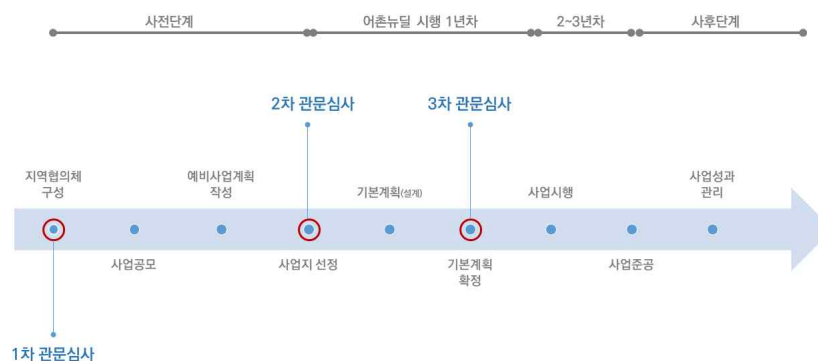 사전단계
어촌뉴딜 시행 1년차
2~3년차
사후단계
2차 관문심사
3차 관문심사
지역협의체
구성
예비사업계획
작성
기본계획(설계)
사업시행
사업성과
관리
사업공모
사업지 선정
기본계획
확정
사업준공
1차 관문심사